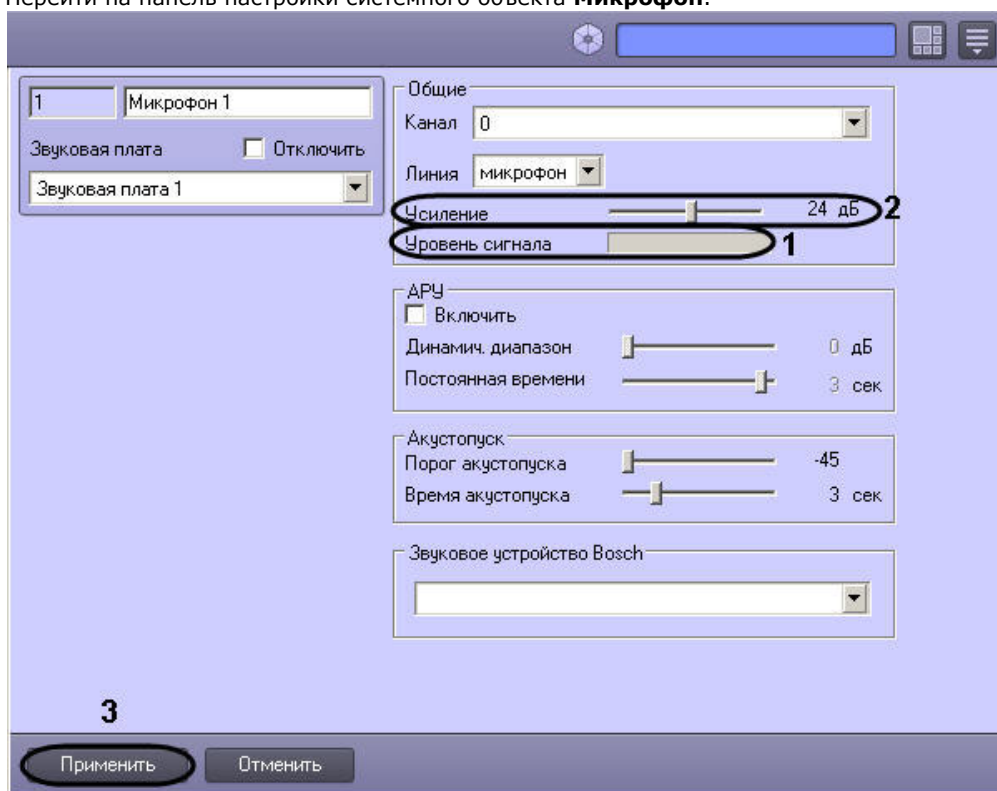 Перейти на панель настройки системного объекта Микрофон.
1 Микрофон 1
Звуковая плата Отключить
Звуковая плата 1
Общие
Канал 0
Линия микрофон
Усиление 24 дБ 2
Уровень сигнала 1
АРУ
Включить
Динамич. диапазон 0 дБ
Постоянная времени 3 сек
Акустопуск
Порог акустопуска -45
Время акустопуска 3 сек
Звуковое устройство Bosch
3
Применить Отменить